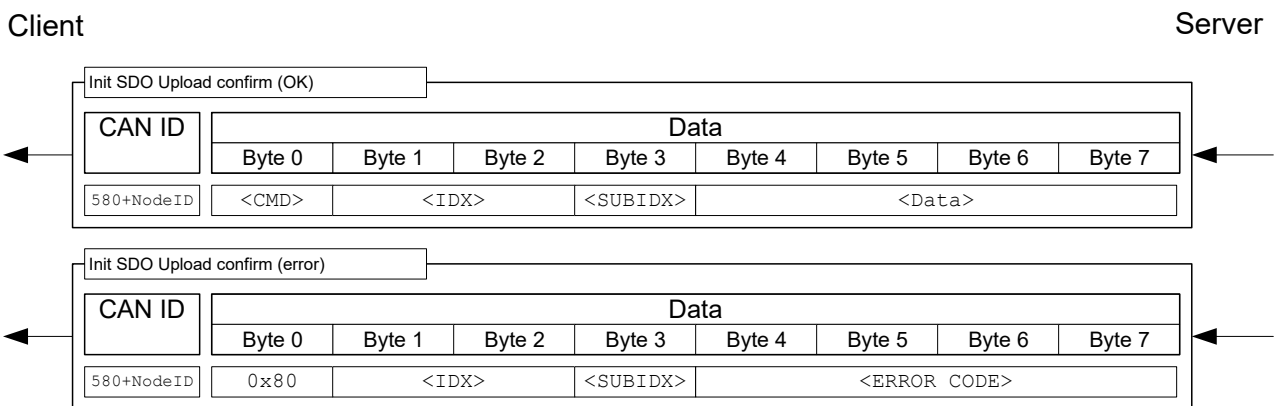 Client Server
Init SDO Upload confirm (OK)
CAN ID Data
Byte 0 Byte 1 Byte 2 Byte 3 Byte 4 Byte 5 Byte 6 Byte 7
580+NodeID <CMD> <IDX> <SUBIDX> <Data>
Init SDO Upload confirm (error)
CAN ID Data
Byte 0 Byte 1 Byte 2 Byte 3 Byte 4 Byte 5 Byte 6 Byte 7
580+NodeID 0x80 <IDX> <SUBIDX> <ERROR CODE>